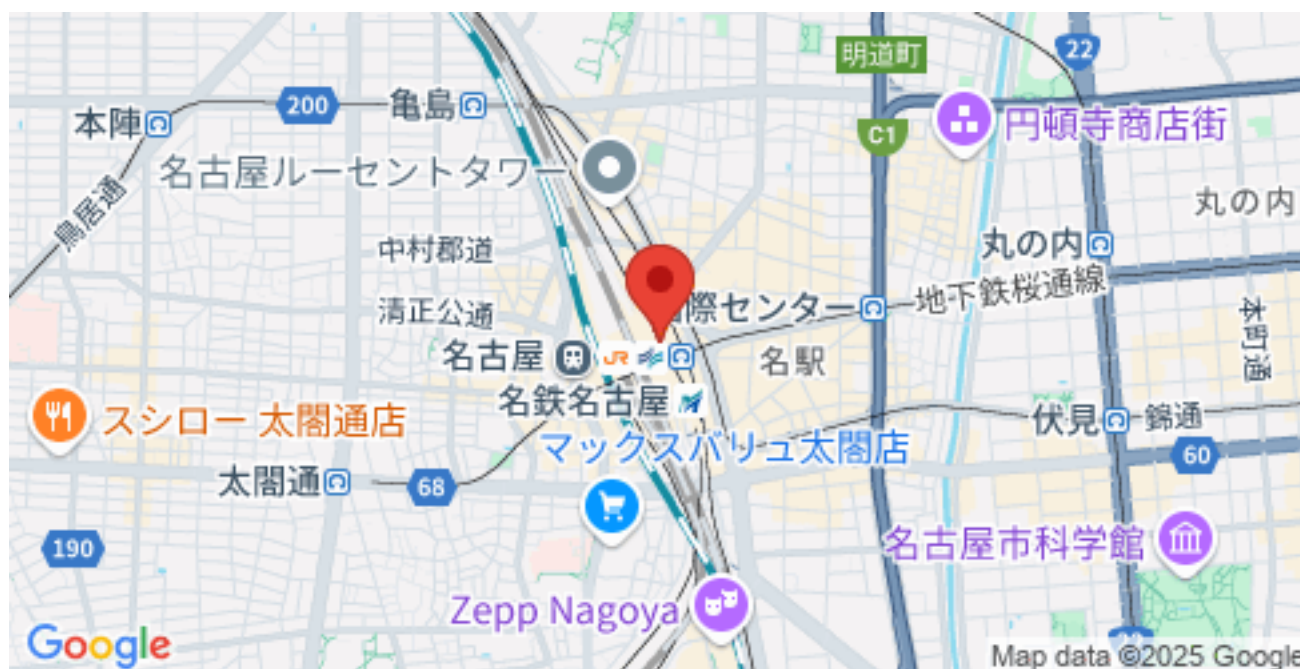 22
明道町
200
亀島
本陣
C1
円頓寺商店街
名古屋ルーセントタワー
鳥居通
丸の内
丸の内
中村郡道
地下鉄桜通線
清正公通
際センター
本町通
名古屋
JR
名駅
名鉄名古屋
スシロー 太閤通店
伏見
錦通
マックスバリュ太閤店
60
太閤通
68
190
名古屋市科学館
Zepp Nagoya
Google
Map data ©2025 Google